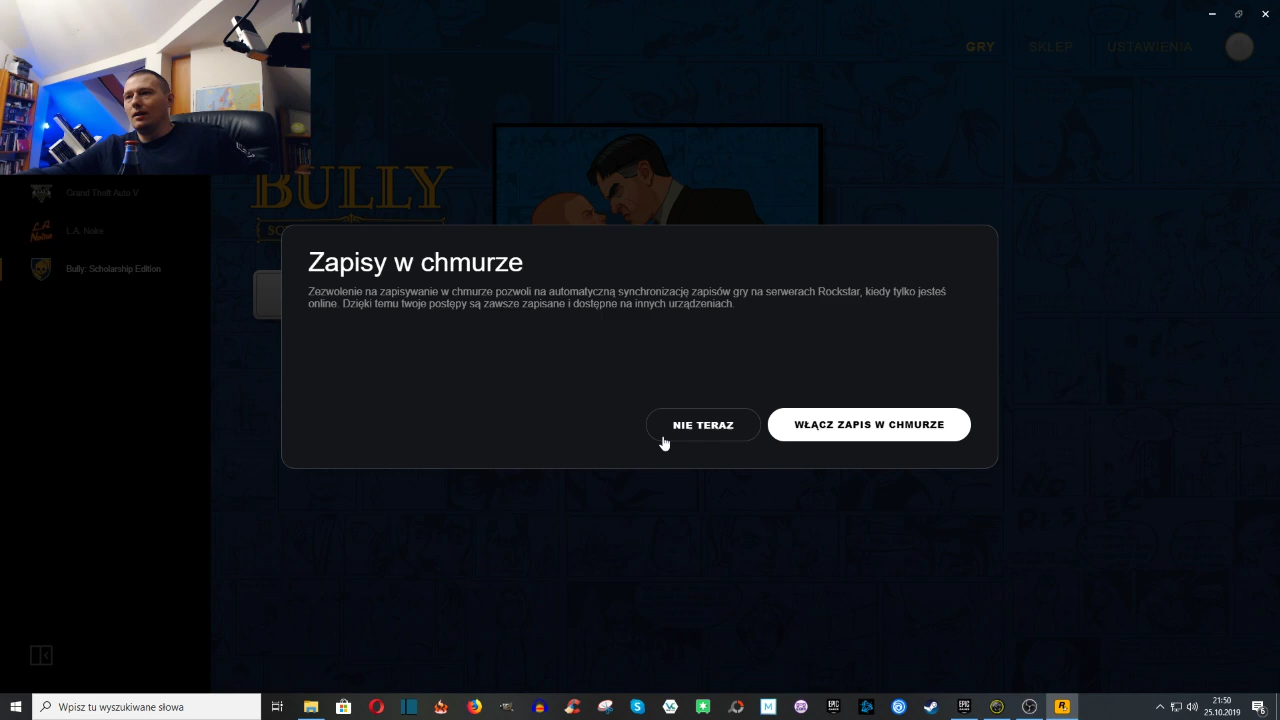 GRY SKLEP USTAWIENIA
Grand Theft Auto V
L.A. Noire
Bully: Scholarship Edition
BULLY
Zapisy w chmurze
Zezwolenie na zapisywanie w chmurze pozwoli na automatyczną synchronizację zapisów gry na serwerach Rockstar, kiedy tylko jesteś
online. Dzięki temu twoje postępy są zawsze zapisane i dostępne na innych urządzeniach.
NIE TERAZ
WŁĄCZ ZAPIS W CHMURZE
Wpisz tu wyszukiwane słowa
21:50
25.10.2019